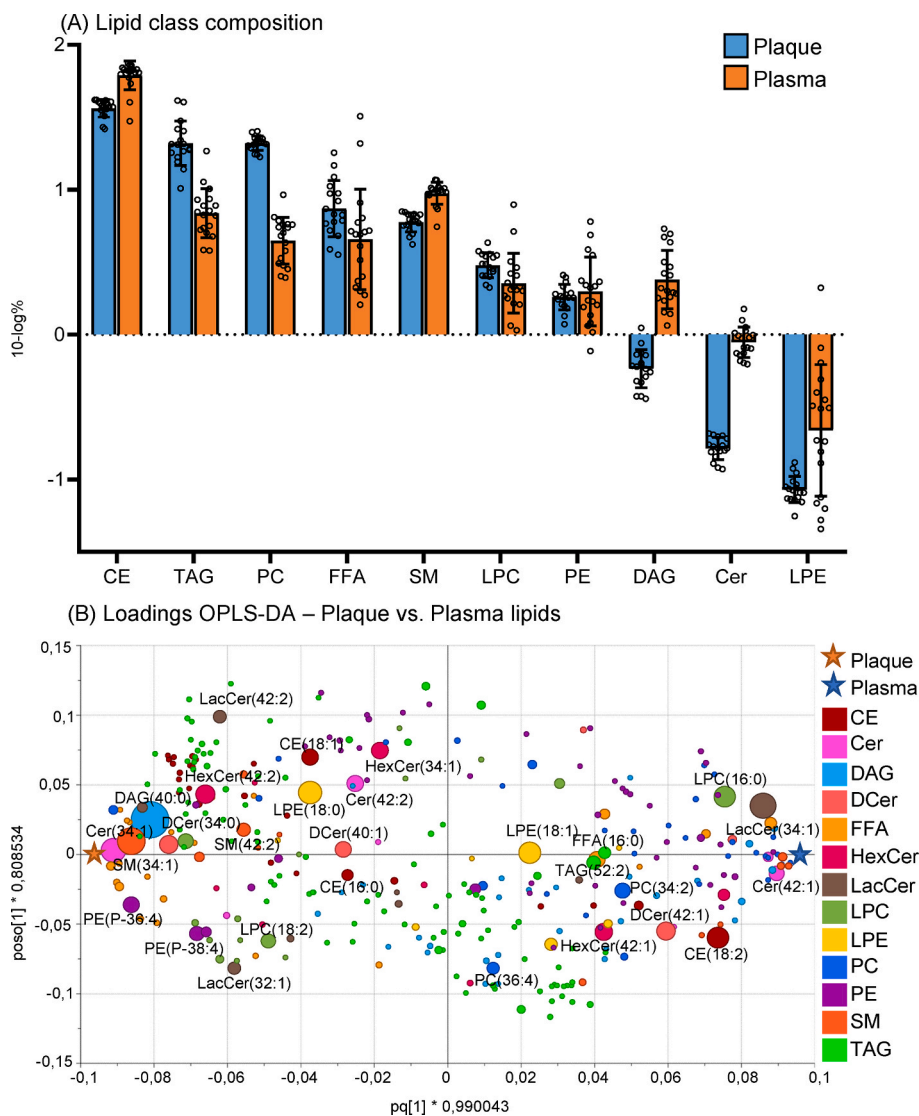 (A) Lipid class composition
Plaque
Plasma
2
1
0
-1
10-log%
CE TAG PC FFA SM LPC PE DAG Cer LPE
(B) Loadings OPLS-DA – Plaque vs. Plasma lipids
0,15
0,1
0,05
0
-0,05
-0,1
-0,15
poso[1] * 0,808534
LacCer(42:2)
CE(18:1)
HexCer(34:1)
HexCer(42:2)
Cer(42:2)
LPC(16:0)
DAG(40:0)
LPE(18:0)
Cer(34:1)
DCer(34:0)
DCer(40:1)
LPE(18:1)
FFA(16:0)
LacCer(34:1)
SM(34:1)
SM(42:2)
TAG(52:2)
CE(16:0)
PC(34:2)
Cer(42:1)
PE(P-36:4)
DCer(42:1)
PE(P-38:4)
LPC(18:2)
HexCer(42:1)
CE(18:2)
LacCer(32:1)
PC(36:4)
-0,1 -0,08 -0,06 -0,04 -0,02 0 0,02 0,04 0,06 0,08 0,1
pq[1] * 0,990043
Plaque
Plasma
CE
Cer
DAG
DCer
FFA
HexCer
LacCer
LPC
LPE
PC
PE
SM
TAG